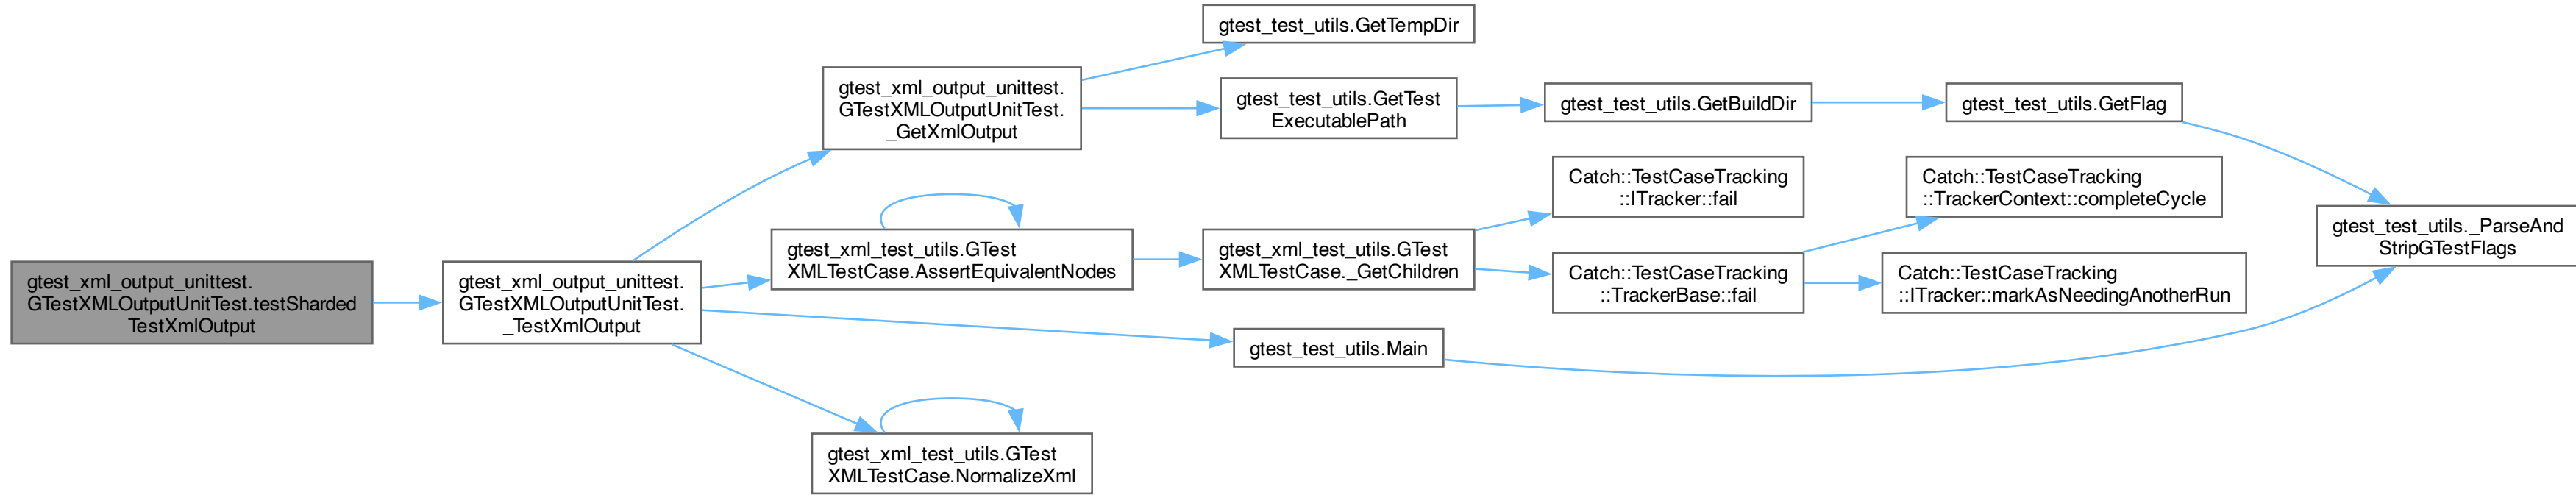 gtest_xml_output_unittest.
GTestXMLOutputUnitTest.testSharded
TestXmlOutput
gtest_xml_output_unittest.
GTestXMLOutputUnitTest.
_TestXmlOutput
gtest_xml_output_unittest.
GTestXMLOutputUnitTest.
_GetXmlOutput
gtest_test_utils.GetTempDir
gtest_test_utils.GetTest
ExecutablePath
gtest_test_utils.GetBuildDir
gtest_test_utils.GetFlag
gtest_test_utils._ParseAnd
StripGTestFlags
gtest_xml_test_utils.GTest
XMLTestCase.AssertEquivalentNodes
gtest_xml_test_utils.GTest
XMLTestCase._GetChildren
Catch::TestCaseTracking
::ITracker::fail
Catch::TestCaseTracking
::TrackerBase::fail
Catch::TestCaseTracking
::TrackerContext::completeCycle
Catch::TestCaseTracking
::ITracker::markAsNeedingAnotherRun
gtest_test_utils.Main
gtest_xml_test_utils.GTest
XMLTestCase.NormalizeXml